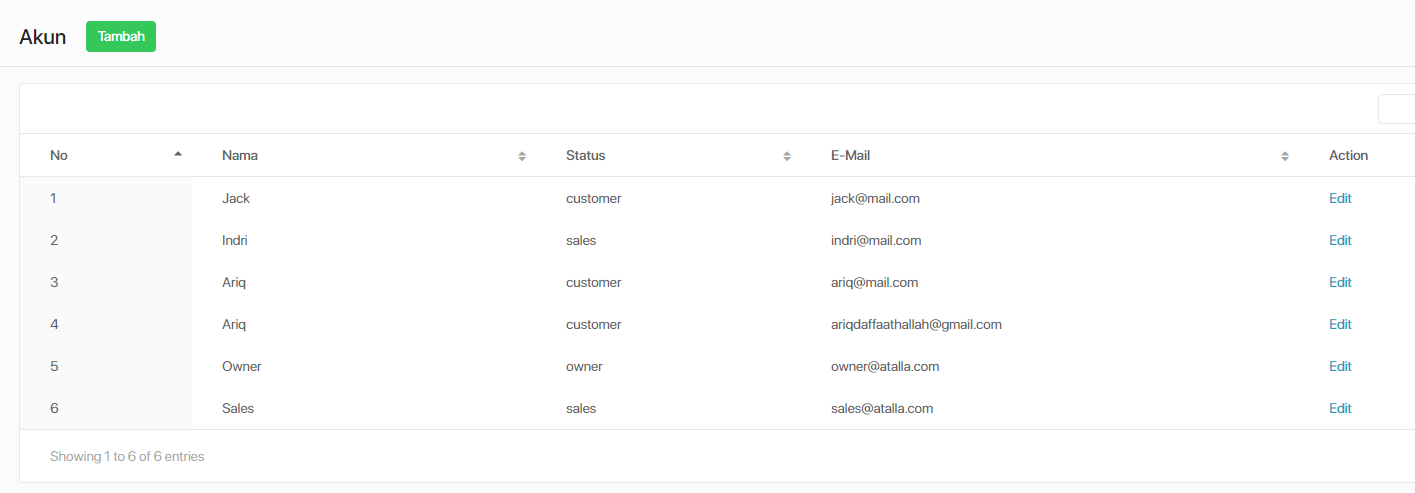 Akun Tambah
No Nama Status E-Mail Action
1 Jack customer jack@mail.com Edit
2 Indri sales indri@mail.com Edit
3 Ariq customer ariq@mail.com Edit
4 Ariq customer ariqdaffaathallah@gmail.com Edit
5 Owner owner owner@atalla.com Edit
6 Sales sales sales@atalla.com Edit
Showing 1 to 6 of 6 entries